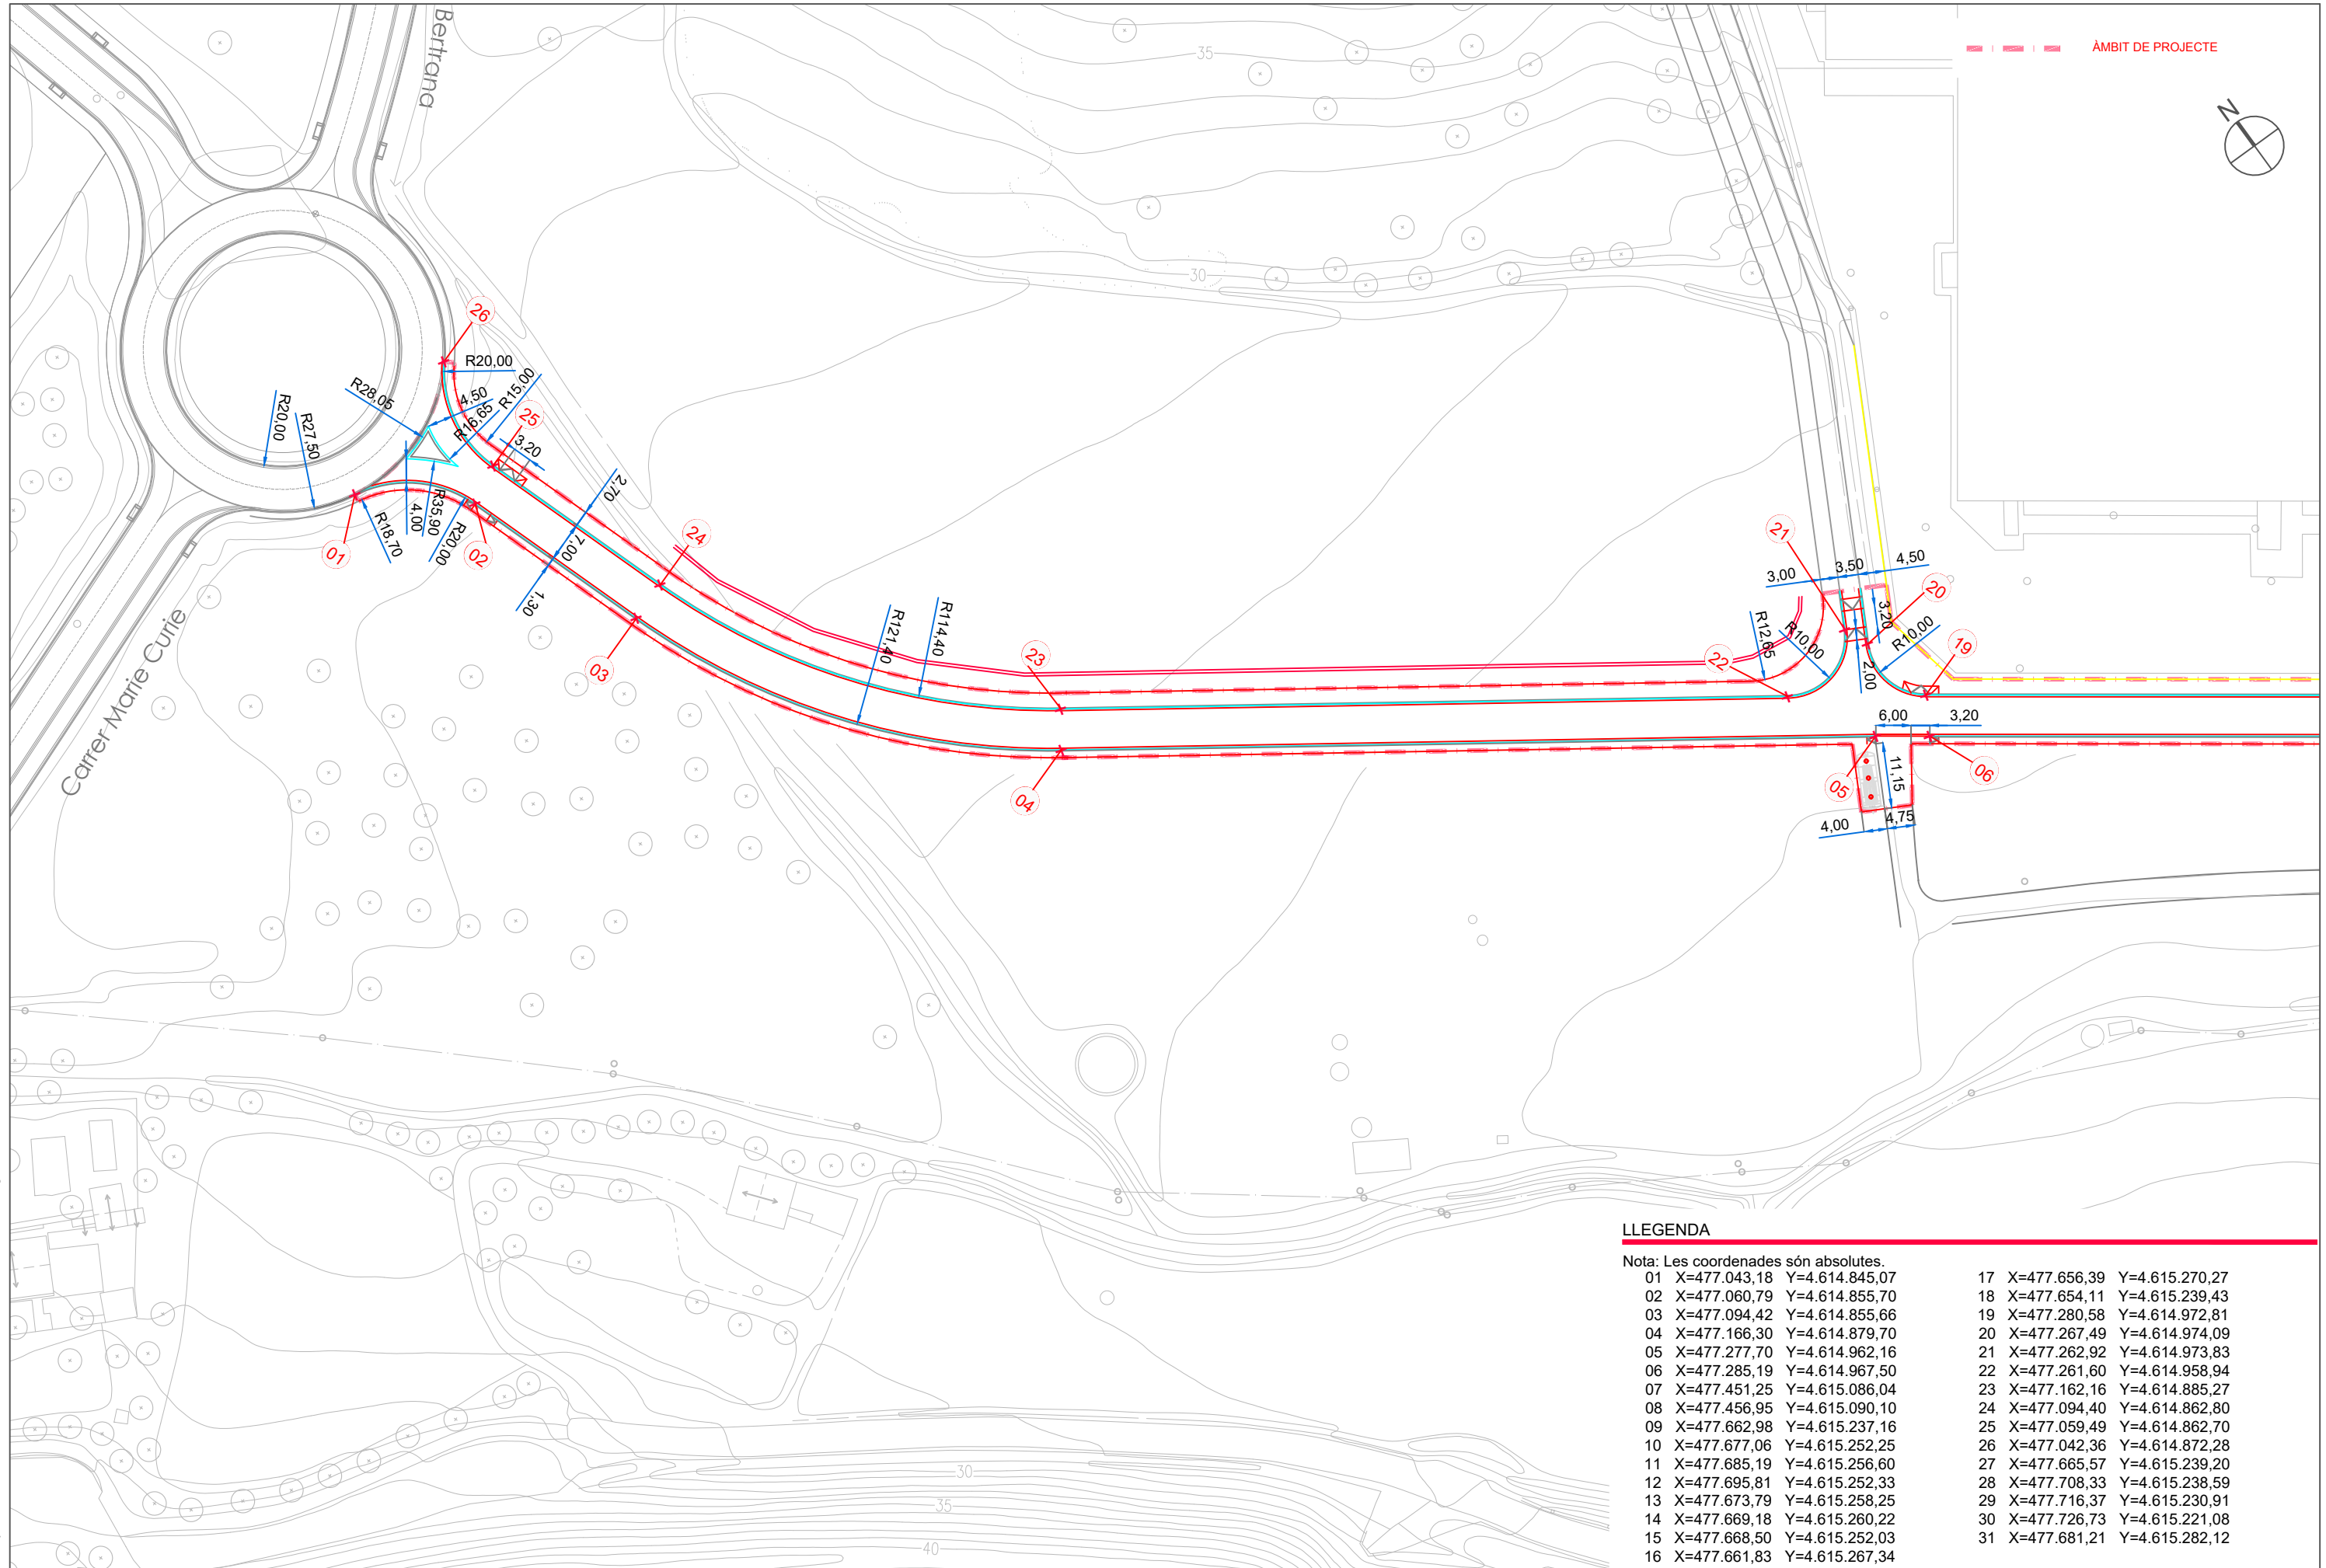 ÀMBIT DE PROJECTE
N
Bertrana
35
30
26
R20,00
R28,05
4,50
R15,00
R16,65
25
3,20
R20,00
R27,50
R35,90
4,00
R18,70
R20,00
01
02
2,70
7,00
1,30
24
03
Carrer Marie Curie
R121,40
R114,40
23
04
21
3,00
3,50
4,50
3,20
20
R12,65
R10,00
R10,00
22
2,00
19
6,00
3,20
11,15
05
06
4,00
4,75
30
35
40
LLEGENDA
Nota: Les coordenades són absolutes.
01 X=477.043,18 Y=4.614.845,07
02 X=477.060,79 Y=4.614.855,70
03 X=477.094,42 Y=4.614.855,66
04 X=477.166,30 Y=4.614.879,70
05 X=477.277,70 Y=4.614.962,16
06 X=477.285,19 Y=4.614.967,50
07 X=477.451,25 Y=4.615.086,04
08 X=477.456,95 Y=4.615.090,10
09 X=477.662,98 Y=4.615.237,16
10 X=477.677,06 Y=4.615.252,25
11 X=477.685,19 Y=4.615.256,60
12 X=477.695,81 Y=4.615.252,33
13 X=477.673,79 Y=4.615.258,25
14 X=477.669,18 Y=4.615.260,22
15 X=477.668,50 Y=4.615.252,03
16 X=477.661,83 Y=4.615.267,34
17 X=477.656,39 Y=4.615.270,27
18 X=477.654,11 Y=4.615.239,43
19 X=477.280,58 Y=4.614.972,81
20 X=477.267,49 Y=4.614.974,09
21 X=477.262,92 Y=4.614.973,83
22 X=477.261,60 Y=4.614.958,94
23 X=477.162,16 Y=4.614.885,27
24 X=477.094,40 Y=4.614.862,80
25 X=477.059,49 Y=4.614.862,70
26 X=477.042,36 Y=4.614.872,28
27 X=477.665,57 Y=4.615.239,20
28 X=477.708,33 Y=4.615.238,59
29 X=477.716,37 Y=4.615.230,91
30 X=477.726,73 Y=4.615.221,08
31 X=477.681,21 Y=4.615.282,12